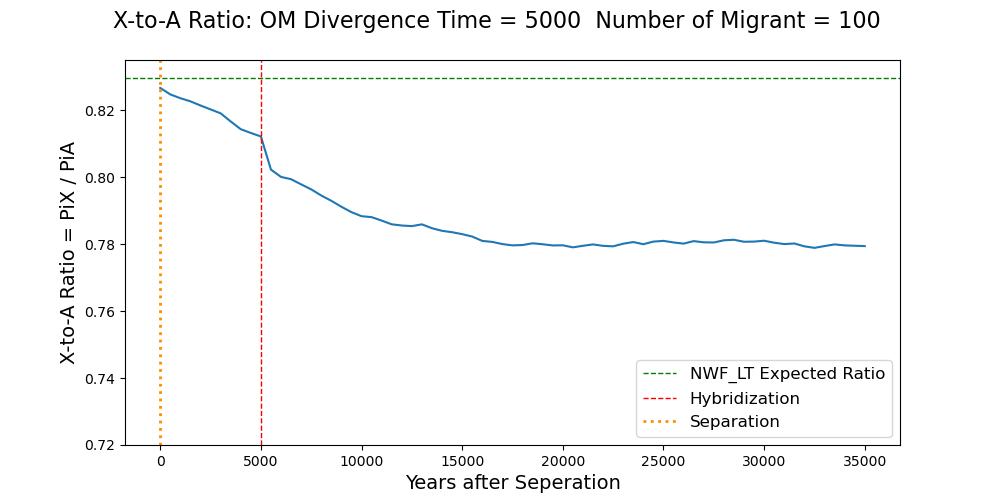 X-to-A Ratio: OM Divergence Time = 5000  Number of Migrant = 100
X-to-A Ratio = PiX / PiA
0.82
0.80
0.78
0.76
0.74
0.72
NWF_LT Expected Ratio
Hybridization
Separation
0 5000 10000 15000 20000 25000 30000 35000
Years after Seperation